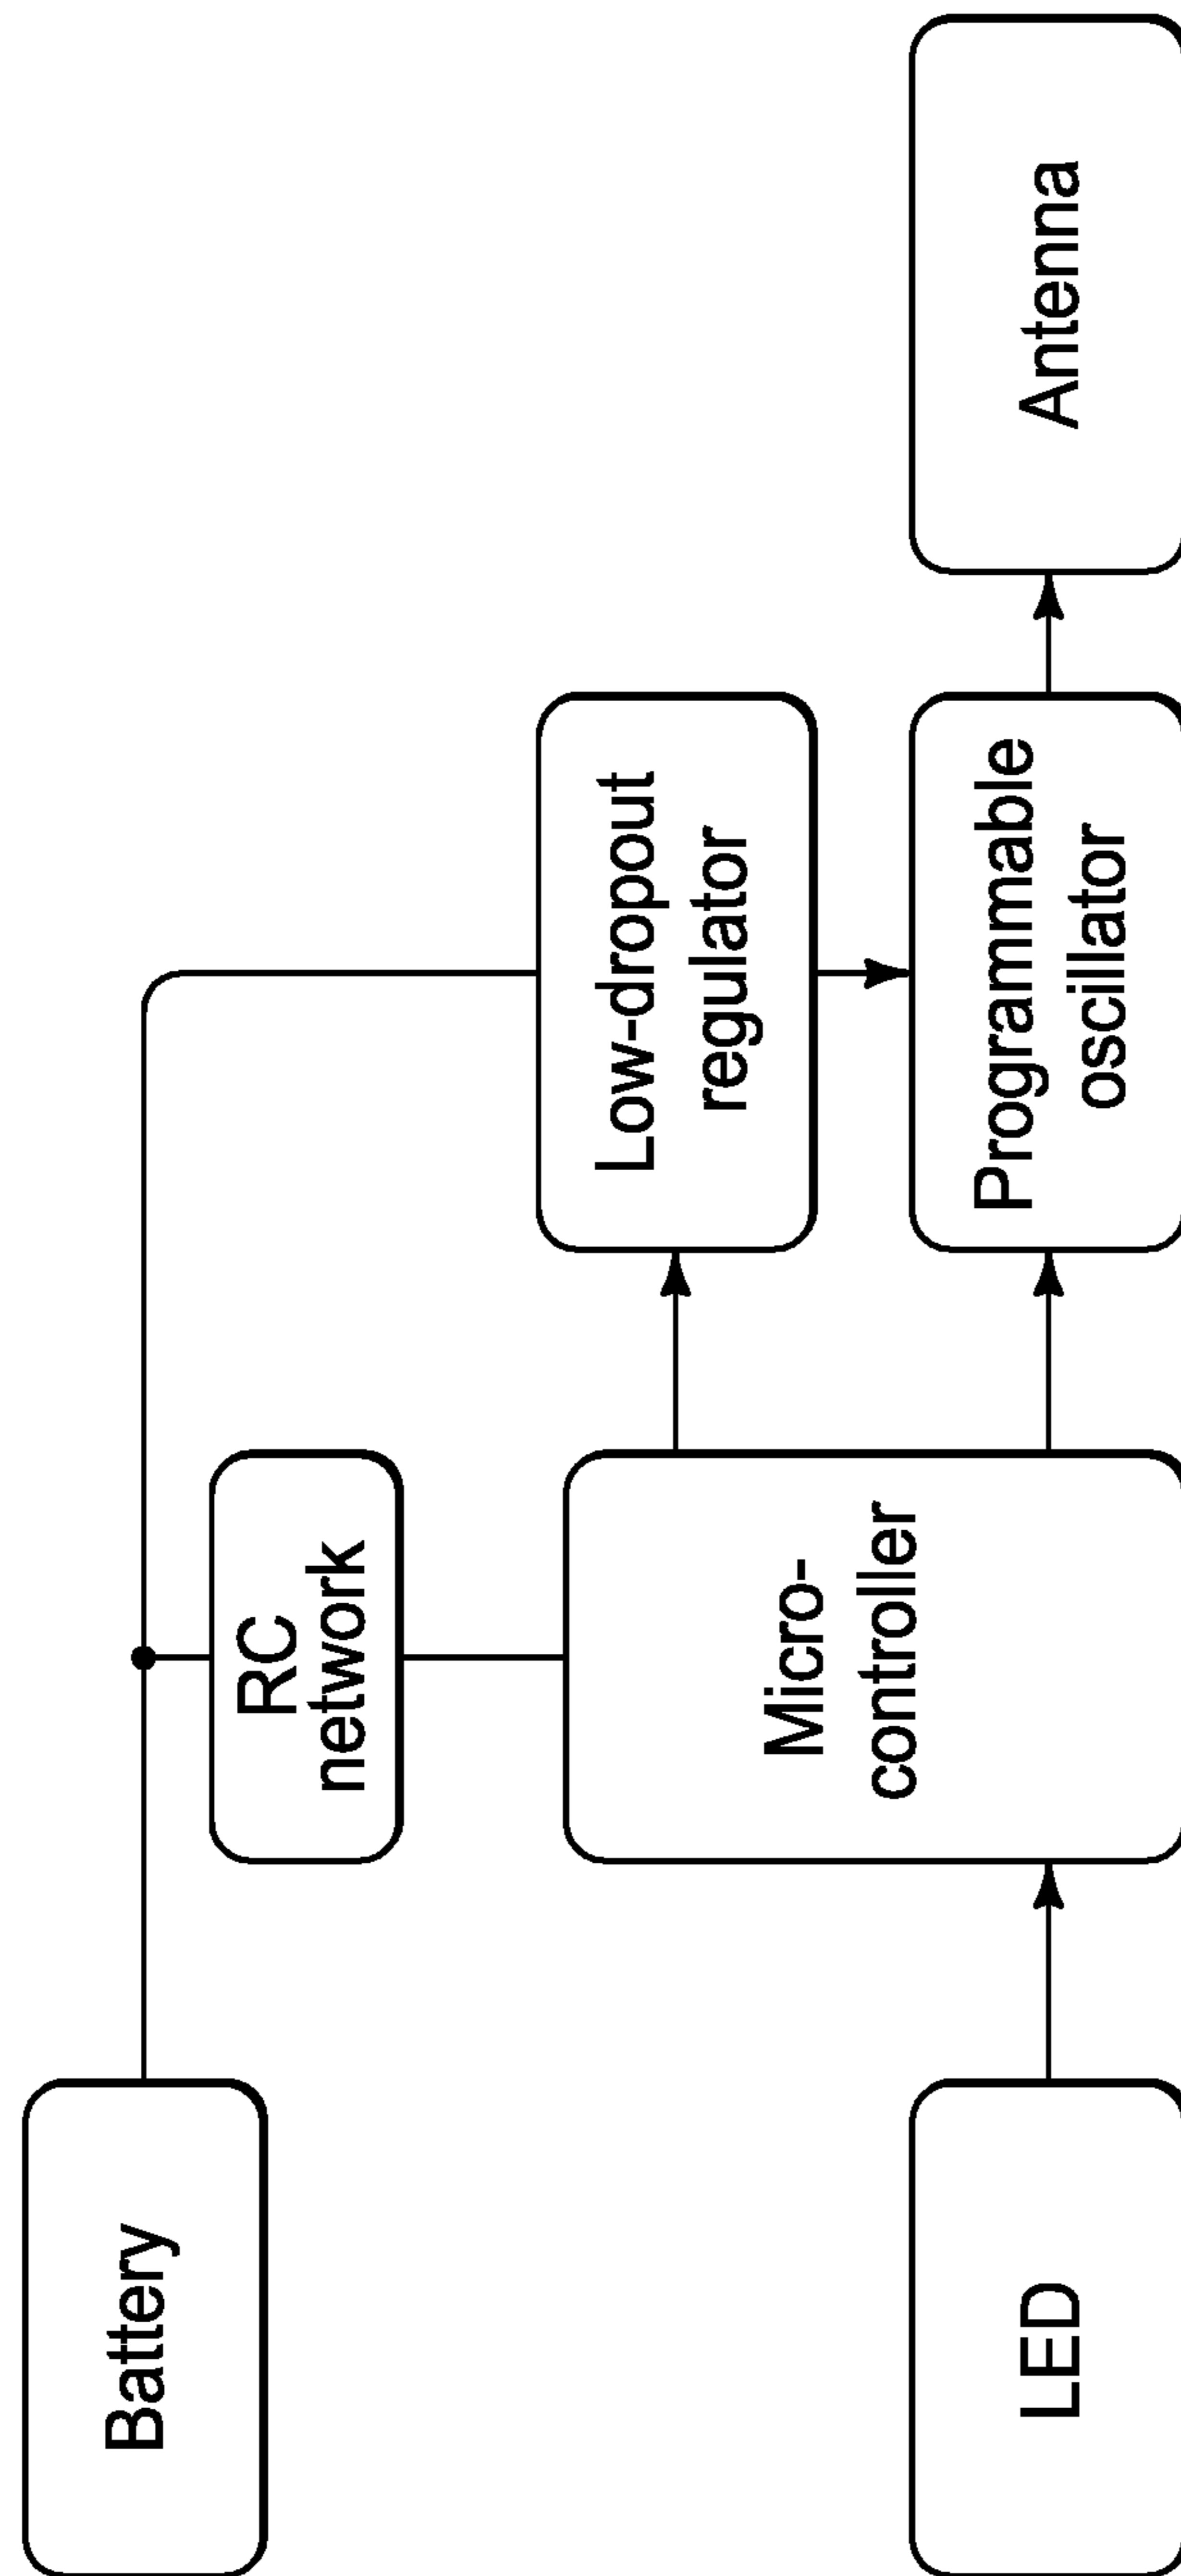 Battery
RC
network
Low-dropout
regulator
Micro-
controller
LED
Programmable
oscillator
Antenna